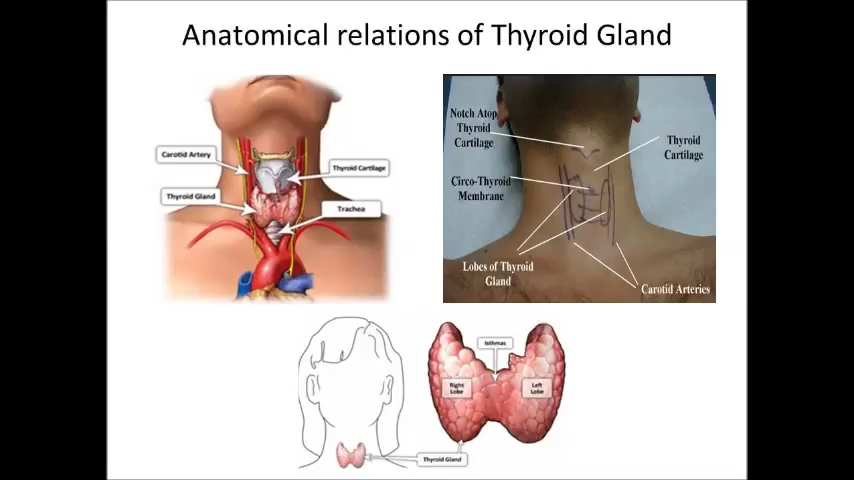 Anatomical relations of Thyroid Gland
Carotid Artery
Thyroid Cartilage
Thyroid Gland
Trachea
Notch Atop
Thyroid
Cartilage
Thyroid
Cartilage
Circo-Thyroid
Membrane
Lobes of Thyroid
Gland
Carotid Arteries
Isthmas
Right
Lobe
Left
Lobe
Thyroid Gland